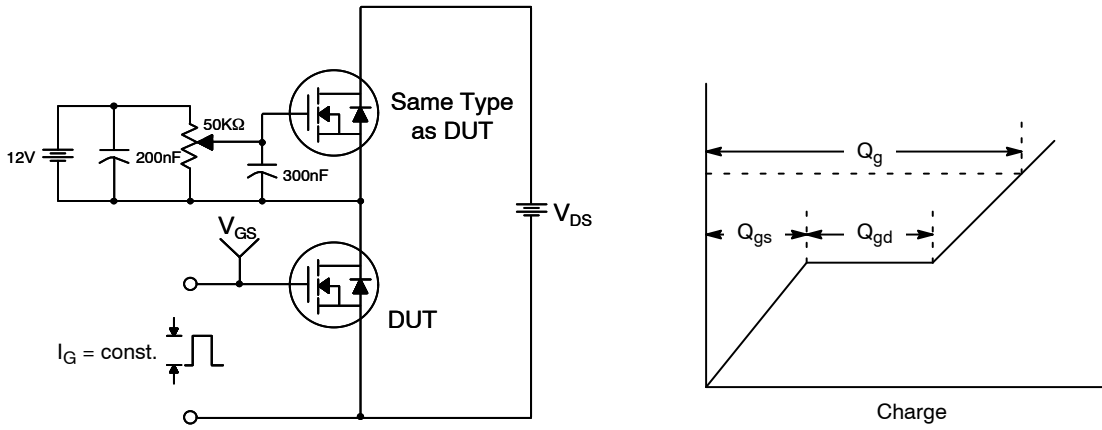 Same Type
as DUT
50KΩ
12V
200nF
300nF
V_GS
V_DS
DUT
I_G = const.
Q_g
Q_gs
Q_gd
Charge